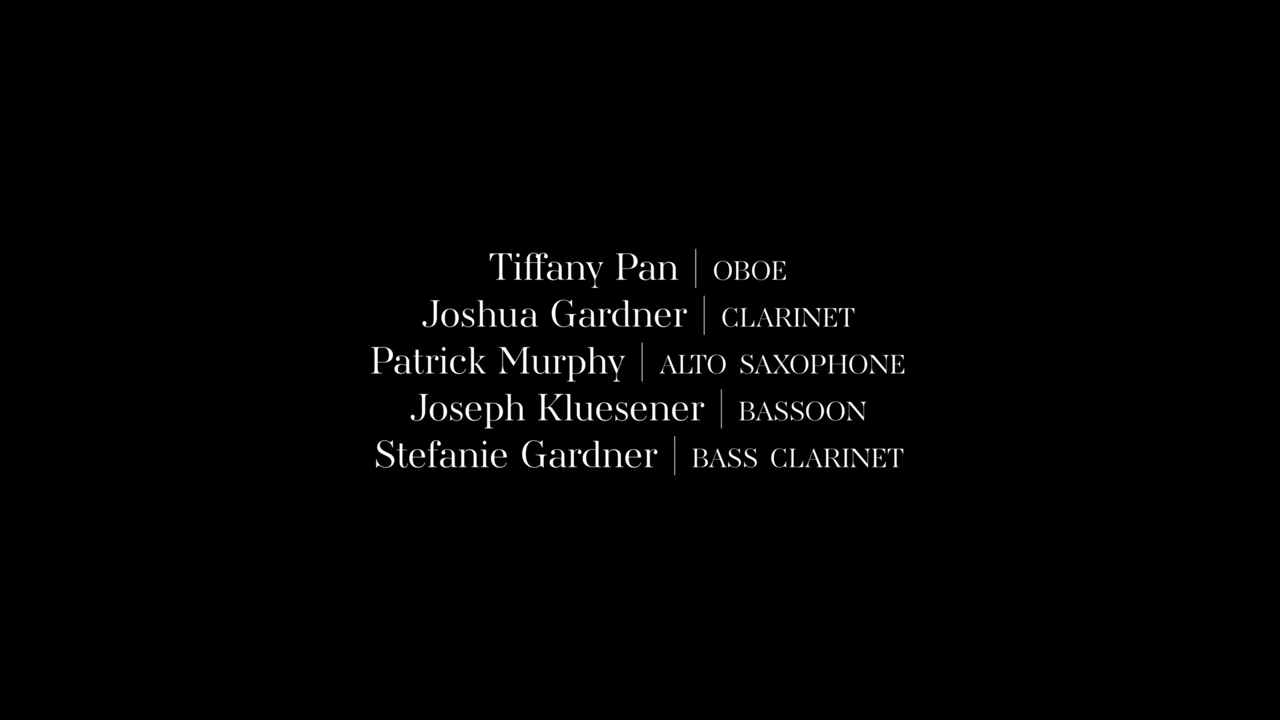 Tiffany Pan | OBOE
Joshua Gardner | CLARINET
Patrick Murphy | ALTO SAXOPHONE
Joseph Kluesener | BASSOON
Stefanie Gardner | BASS CLARINET